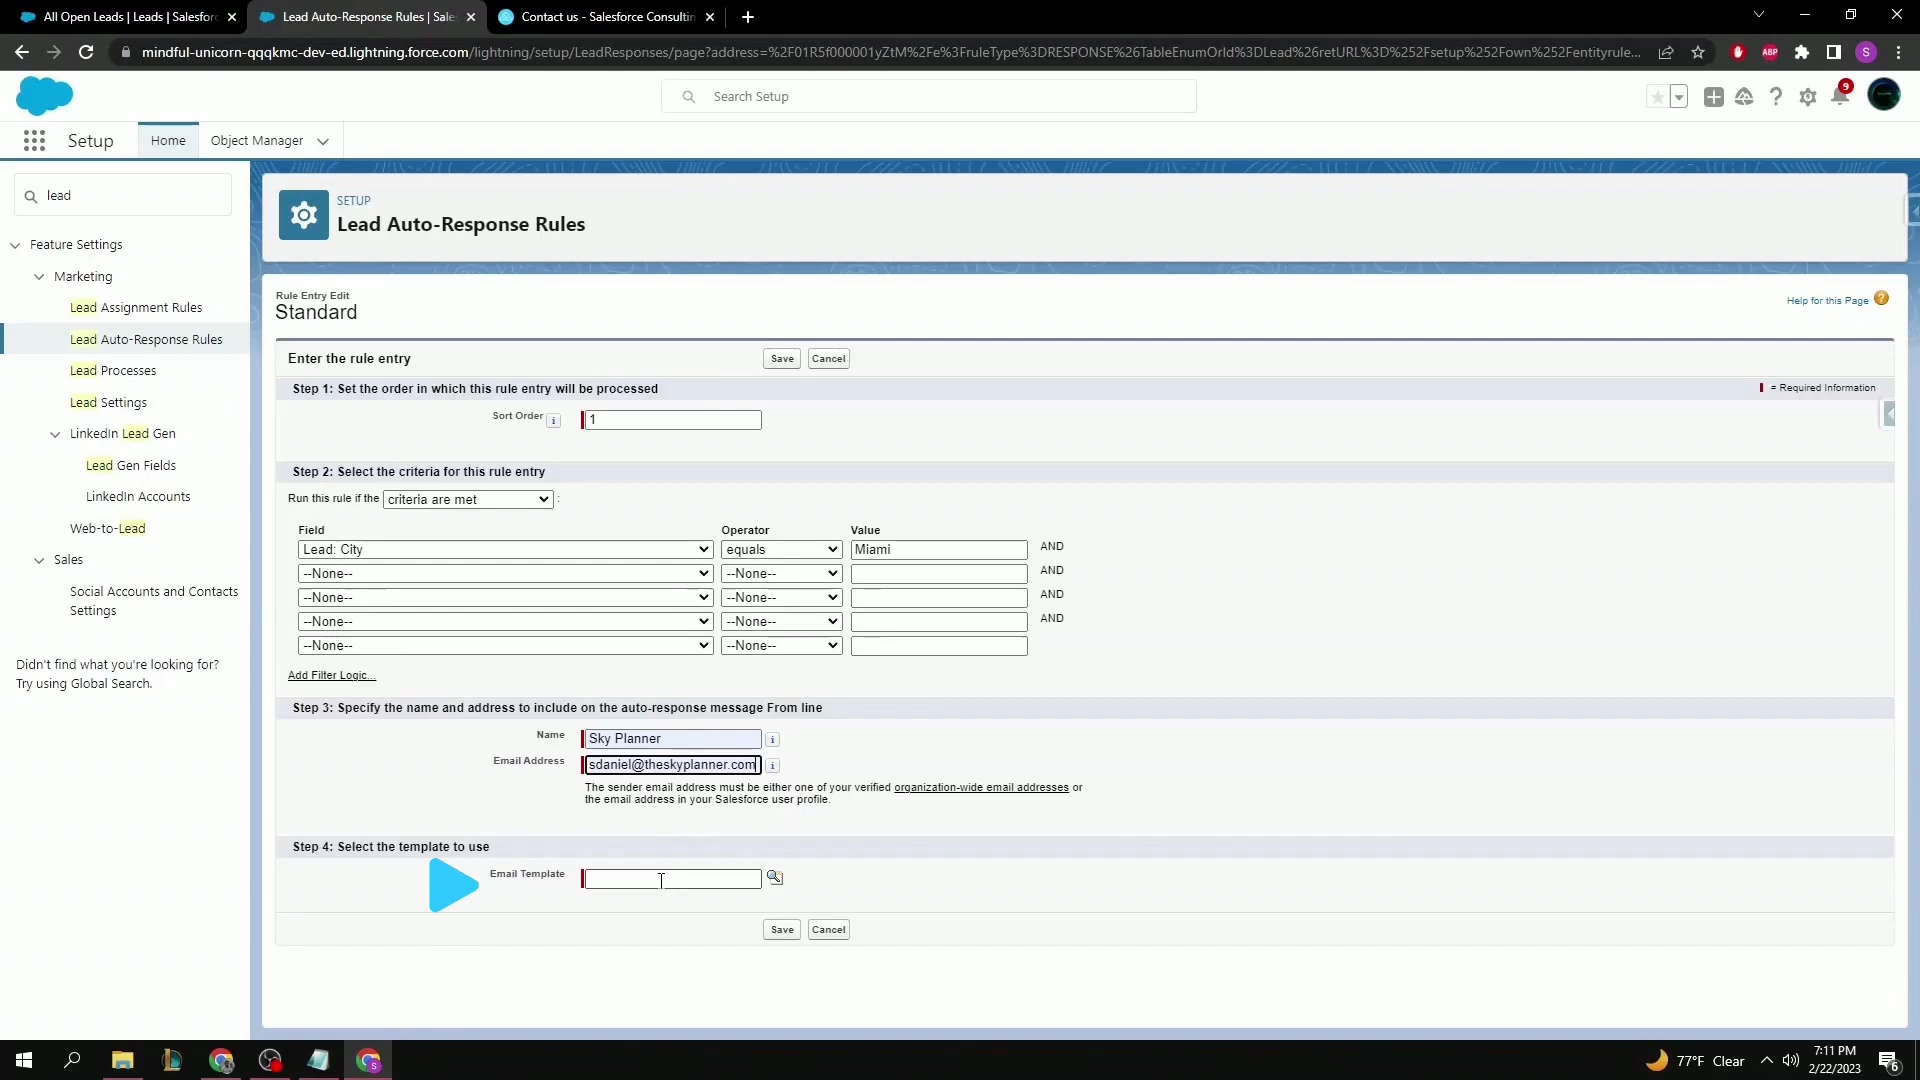 All Open Leads | Leads | Salesforc
Lead Auto-Response Rules | Sales
Contact us - Salesforce Consultin
mindful-unicorn-qqqkmc-dev-ed.lightning.force.com/lightning/setup/LeadResponses/page?address=%2F01R5f000001yZtM%2Fe%3FruleType%3DRESPONSE%26TableEnumOrId%3DLead%26retURL%3D%252Fsetup%252Fown%252Fentityrule...
ABP
S
Search Setup
9
Setup
Home
Object Manager
lead
Feature Settings
Marketing
Lead Assignment Rules
Lead Auto-Response Rules
Lead Processes
Lead Settings
LinkedIn Lead Gen
Lead Gen Fields
LinkedIn Accounts
Web-to-Lead
Sales
Social Accounts and Contacts
Settings
Didn't find what you're looking for?
Try using Global Search.
SETUP
Lead Auto-Response Rules
Rule Entry Edit
Standard
Help for this Page
Enter the rule entry
Save
Cancel
Step 1: Set the order in which this rule entry will be processed
= Required Information
Sort Order
1
Step 2: Select the criteria for this rule entry
Run this rule if the criteria are met :
Field Operator Value
Lead: City equals Miami AND
--None-- --None-- AND
--None-- --None-- AND
--None-- --None-- AND
--None-- --None--
Add Filter Logic...
Step 3: Specify the name and address to include on the auto-response message From line
Name Sky Planner
Email Address sdaniel@theskyplanner.com
The sender email address must be either one of your verified organization-wide email addresses or
the email address in your Salesforce user profile.
Step 4: Select the template to use
Email Template
Save
Cancel
77°F Clear
7:11 PM
2/22/2023
6